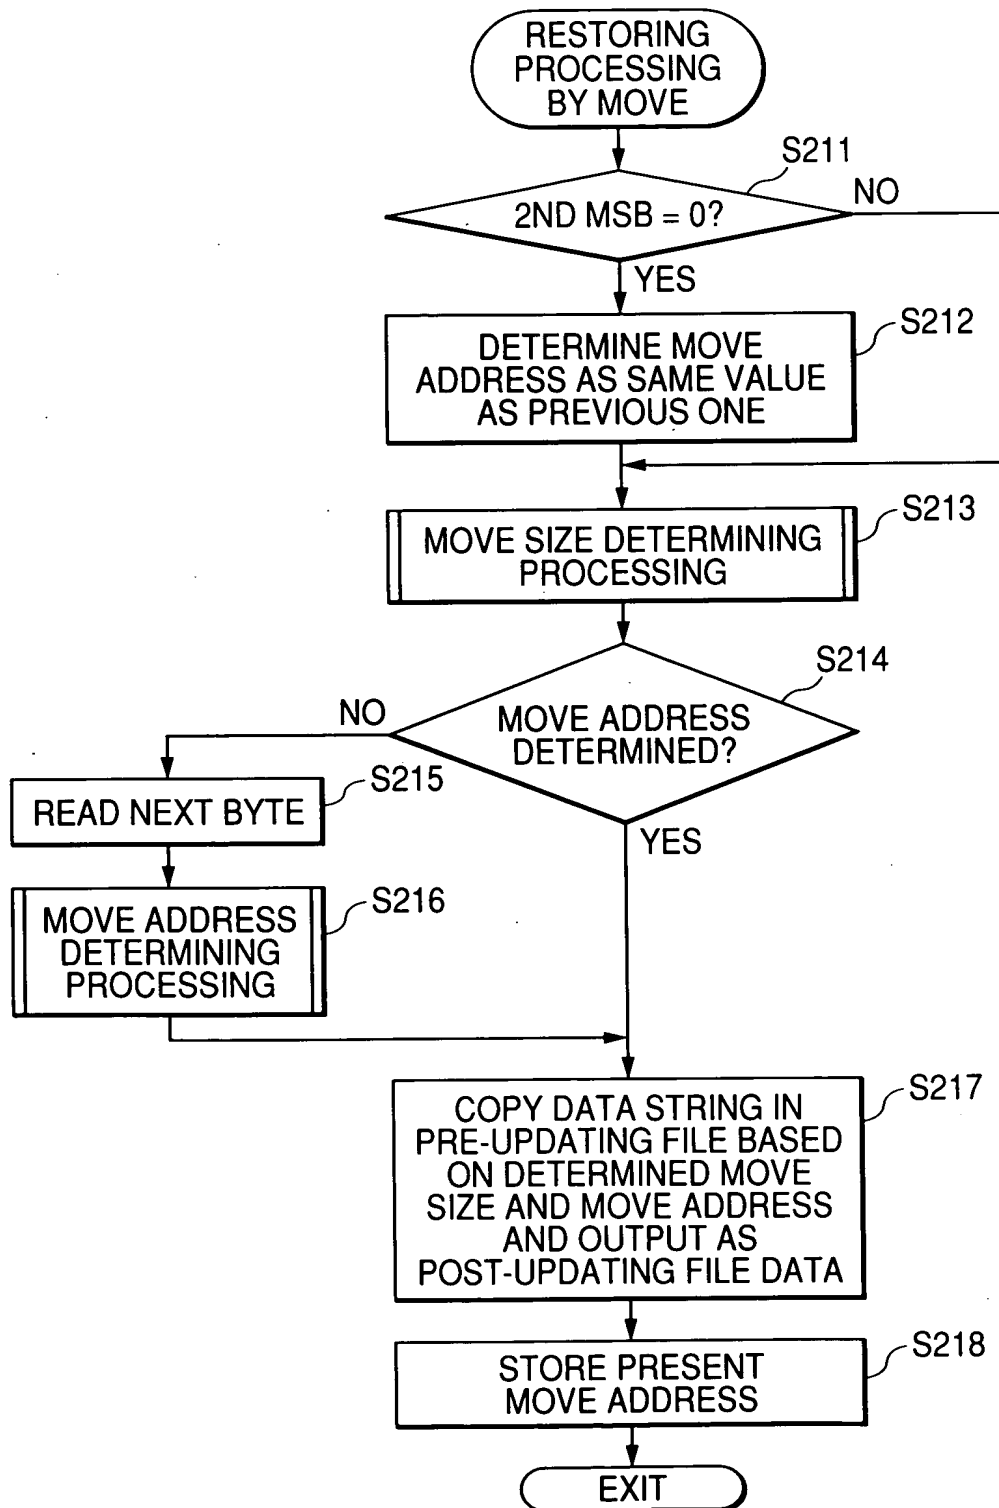 RESTORING
PROCESSING
BY MOVE
S211
2ND MSB = 0?
NO
YES
S212
DETERMINE MOVE
ADDRESS AS SAME VALUE
AS PREVIOUS ONE
S213
MOVE SIZE DETERMINING
PROCESSING
S214
MOVE ADDRESS
DETERMINED?
NO
YES
S215
READ NEXT BYTE
S216
MOVE ADDRESS
DETERMINING
PROCESSING
S217
COPY DATA STRING IN
PRE-UPDATING FILE BASED
ON DETERMINED MOVE
SIZE AND MOVE ADDRESS
AND OUTPUT AS
POST-UPDATING FILE DATA
S218
STORE PRESENT
MOVE ADDRESS
EXIT